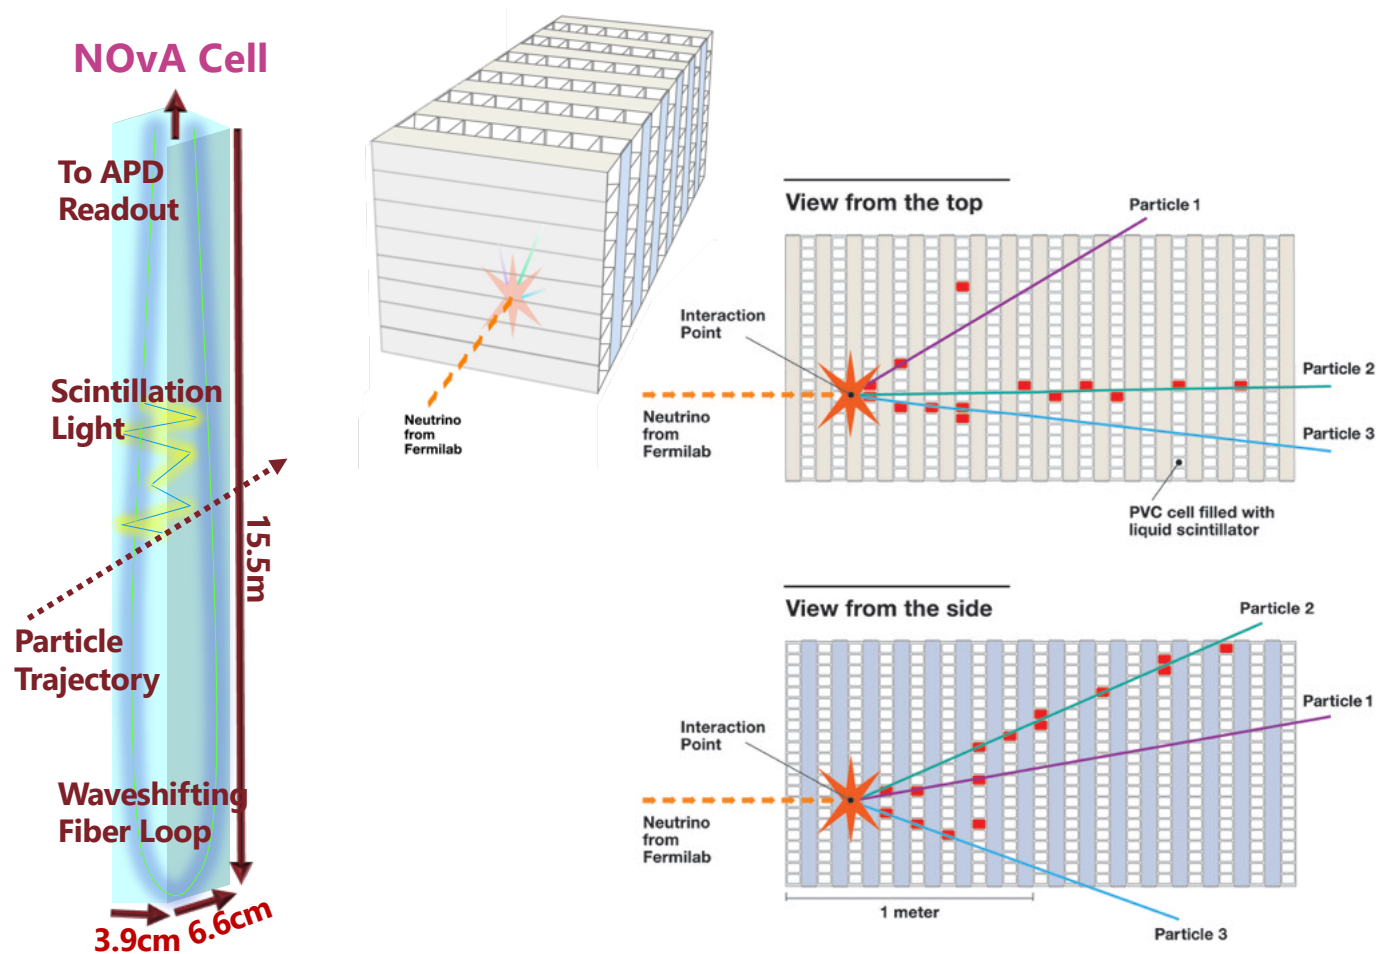 NOvA Cell
To APD
Readout
Scintillation
Light
15.5m
Particle
Trajectory
Waveshifting
Fiber Loop
3.9cm
6.6cm
Neutrino
from
Fermilab
View from the top
Particle 1
Interaction
Point
Particle 2
Neutrino
from
Fermilab
Particle 3
PVC cell filled with
liquid scintillator
View from the side
Particle 2
Particle 1
Interaction
Point
Neutrino
from
Fermilab
1 meter
Particle 3